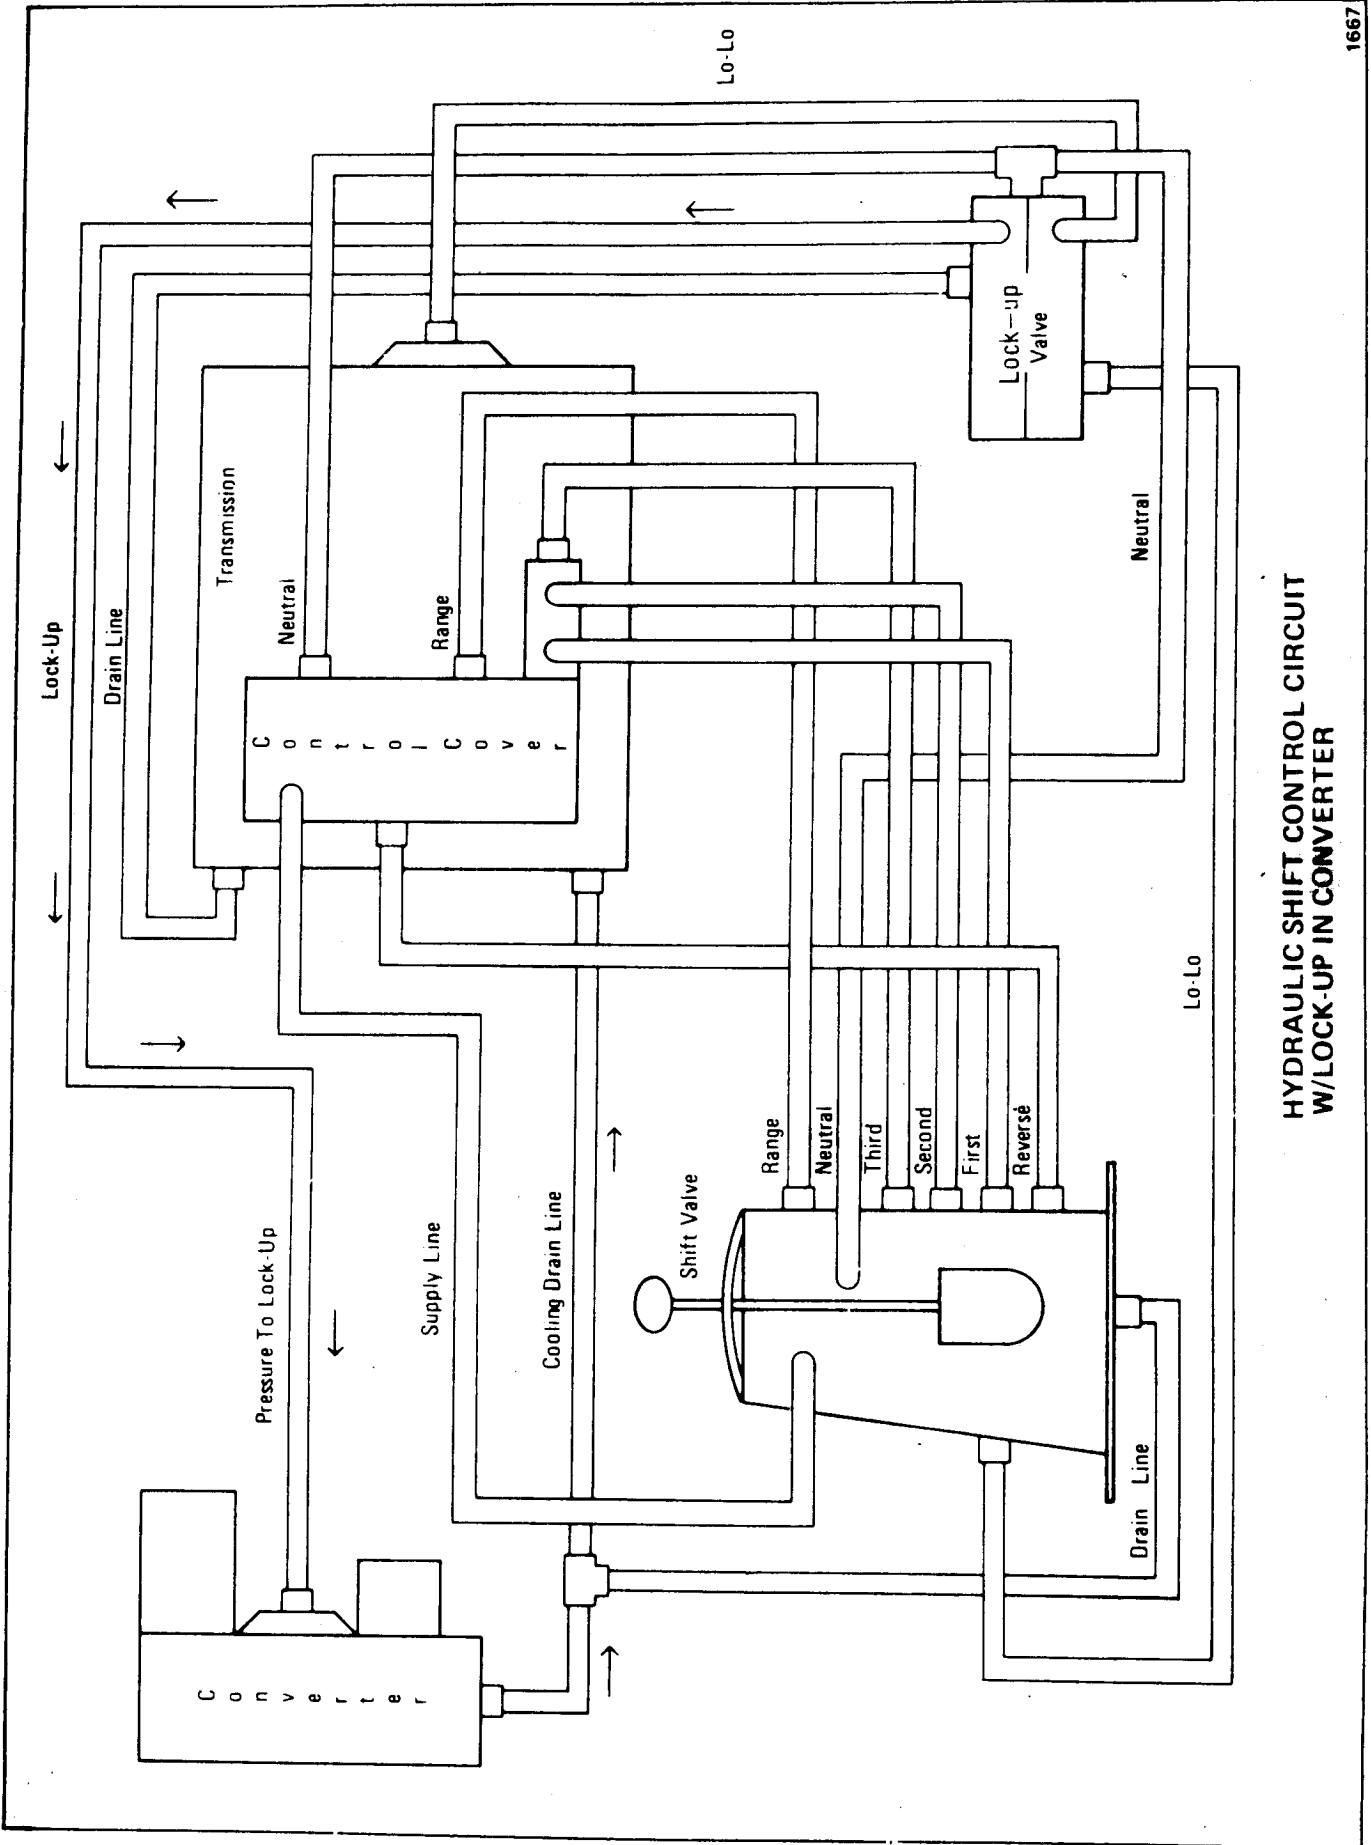 1667
Lo-Lo
Lock-Up
Drain Line
Transmission
Neutral
Range
Control Cover
Lock-up
Valve
Neutral
Lo-Lo
Pressure To Lock-Up
Supply Line
Cooling Drain Line
Shift Valve
Range
Neutral
Third
Second
First
Reverse
Drain Line
Converter
HYDRAULIC SHIFT CONTROL CIRCUIT
W/LOCK-UP IN CONVERTER